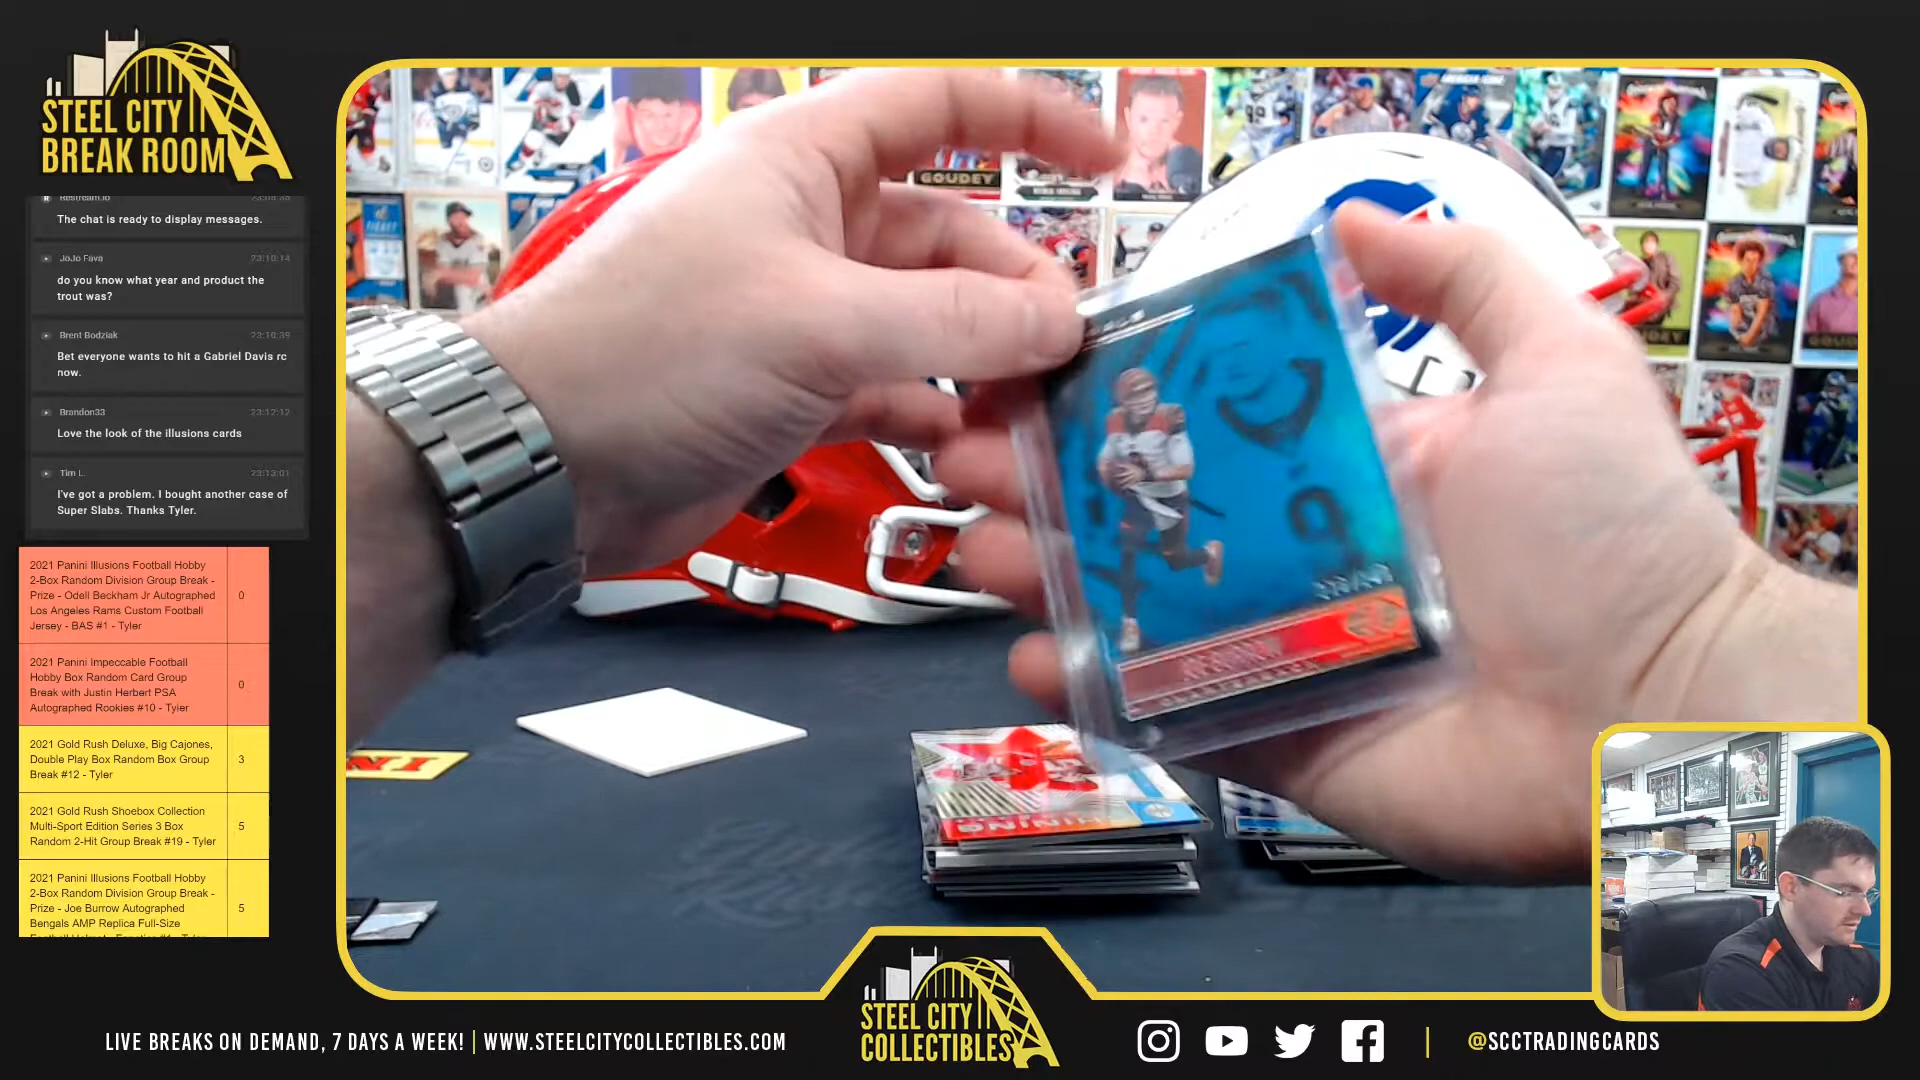 STEEL CITY
BREAK ROOM
Restream.io
The chat is ready to display messages.
JoJo Fava 23:10:14
do you know what year and product the
trout was?
Brent Bodziak 23:10:39
Bet everyone wants to hit a Gabriel Davis rc
now.
Brandon33 23:12:12
Love the look of the illusions cards
Tim L. 23:13:01
I've got a problem. I bought another case of
Super Slabs. Thanks Tyler.
2021 Panini Illusions Football Hobby
2-Box Random Division Group Break -
Prize - Odell Beckham Jr Autographed
Los Angeles Rams Custom Football
Jersey - BAS #1 - Tyler
0
2021 Panini Impeccable Football
Hobby Box Random Card Group
Break with Justin Herbert PSA
Autographed Rookies #10 - Tyler
0
2021 Gold Rush Deluxe, Big Cajones,
Double Play Box Random Box Group
Break #12 - Tyler
3
2021 Gold Rush Shoebox Collection
Multi-Sport Edition Series 3 Box
Random 2-Hit Group Break #19 - Tyler
5
2021 Panini Illusions Football Hobby
2-Box Random Division Group Break -
Prize - Joe Burrow Autographed
Bengals AMP Replica Full-Size
5
GOUDEY
SHINING
STEEL CITY
COLLECTIBLES
LIVE BREAKS ON DEMAND, 7 DAYS A WEEK! | WWW.STEELCITYCOLLECTIBLES.COM
| @SCCTRADINGCARDS